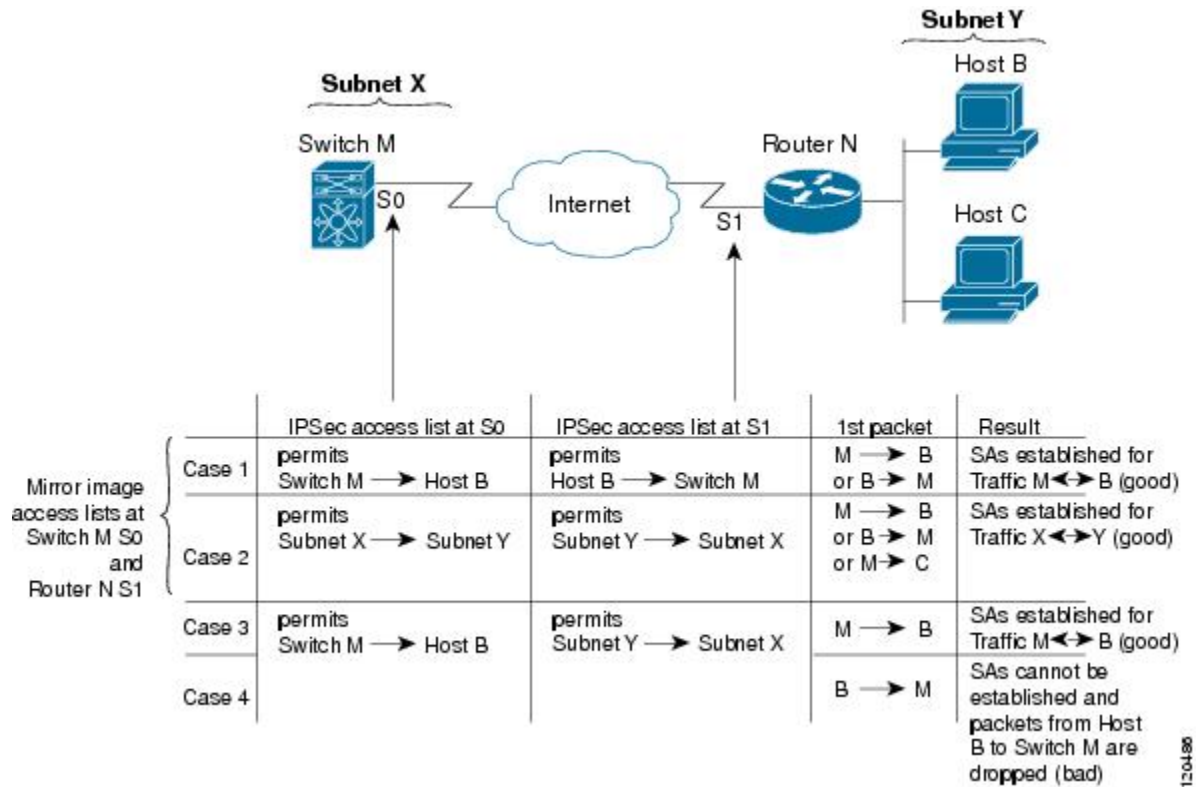 Subnet Y
Host B
Subnet X
Switch M
Router N
S0
Internet
S1
Host C
IPSec access list at S0
IPSec access list at S1
1st packet
Result
Mirror image
access lists at
Switch M S0
and
Router N S1
Case 1
permits
Switch M → Host B
permits
Host B → Switch M
M → B
or B → M
SAs established for
Traffic M ↔ B (good)
Case 2
permits
Subnet X → Subnet Y
permits
Subnet Y → Subnet X
M → B
or B → M
or M → C
SAs established for
Traffic X ↔ Y (good)
Case 3
permits
Switch M → Host B
permits
Subnet Y → Subnet X
M → B
SAs established for
Traffic M ↔ B (good)
Case 4
B → M
SAs cannot be
established and
packets from Host
B to Switch M are
dropped (bad)
120486